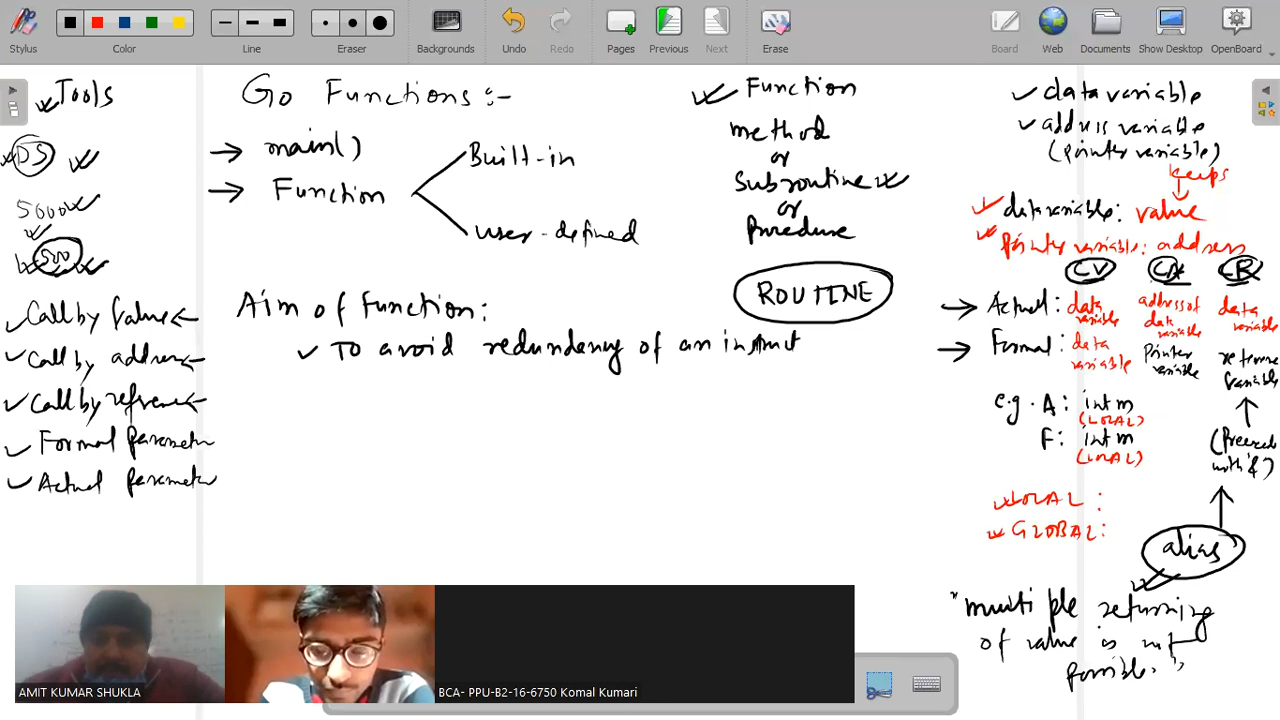 Stylus
Color
Line
Eraser
Backgrounds
Undo
Redo
Pages
Previous
Next
Erase
Board
Web
Documents
Show Desktop
OpenBoard
Tools
DS
5000
500
Call by Value
Call by address
Call by reference
Formal parameter
Actual parameter
Go Functions :-
→ main()
→ Function
Built-in
user-defined
Aim of Function:
To avoid redundancy of an instruct
Function
method
or
Subroutine
or
Procedure
ROUTINE
data variable
address variable
(pointer variable)
keeps
data variable: value
Pointer variable: address
CV CA CR
→ Actual: data variable address of data variable data variable
→ Formal: data variable Pointer variable reference variable
e.g. A: int m
(LOCAL)
F: int m
(LOCAL)
(Preceed
with '&')
LOCAL :
GLOBAL:
alias
"multiple returning
of value is not
possible."
AMIT KUMAR SHUKLA
BCA- PPU-B2-16-6750 Komal Kumari